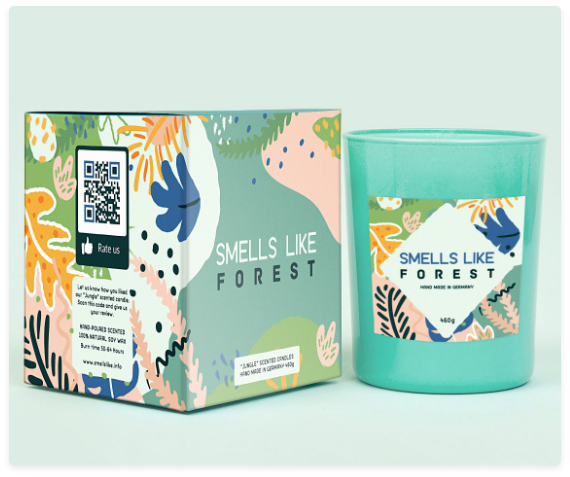 Rate us
Let us know how you liked
our "Jungle" scented candle.
Scan this code and give us
your review.
HAND-POURED SCENTED
100% NATURAL SOY WAX
Burn time 50-64 Hours
www.smellslike.info
SMELLS LIKE
FOREST
"JUNGLE" SCENTED CANDLES
HAND MADE IN GERMANY 460g
SMELLS LIKE
FOREST
HAND MADE IN GERMANY
460g